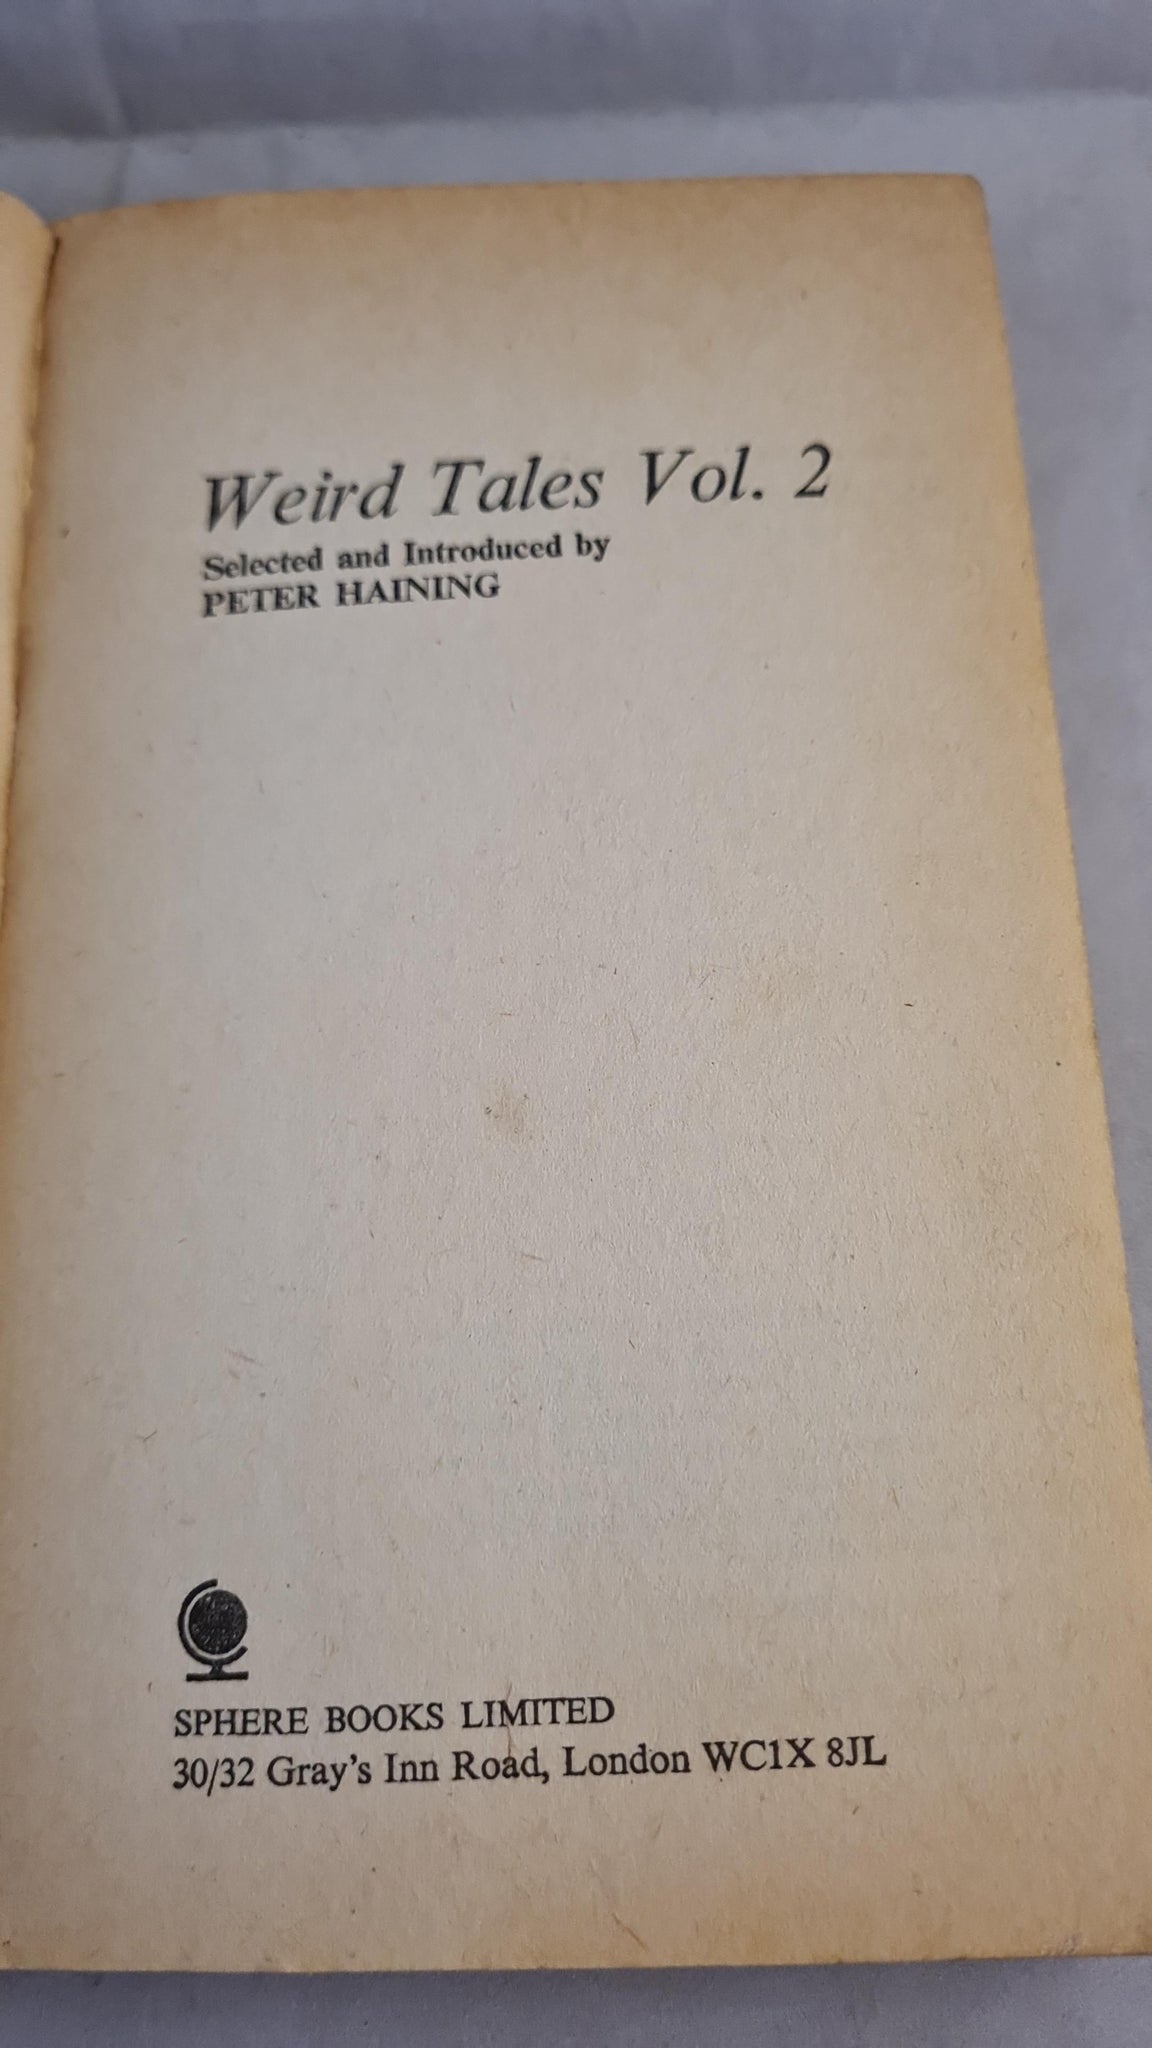 Weird Tales Vol. 2
Selected and Introduced by
PETER HAINING
SPHERE BOOKS LIMITED
30/32 Gray's Inn Road, London WC1X 8JL